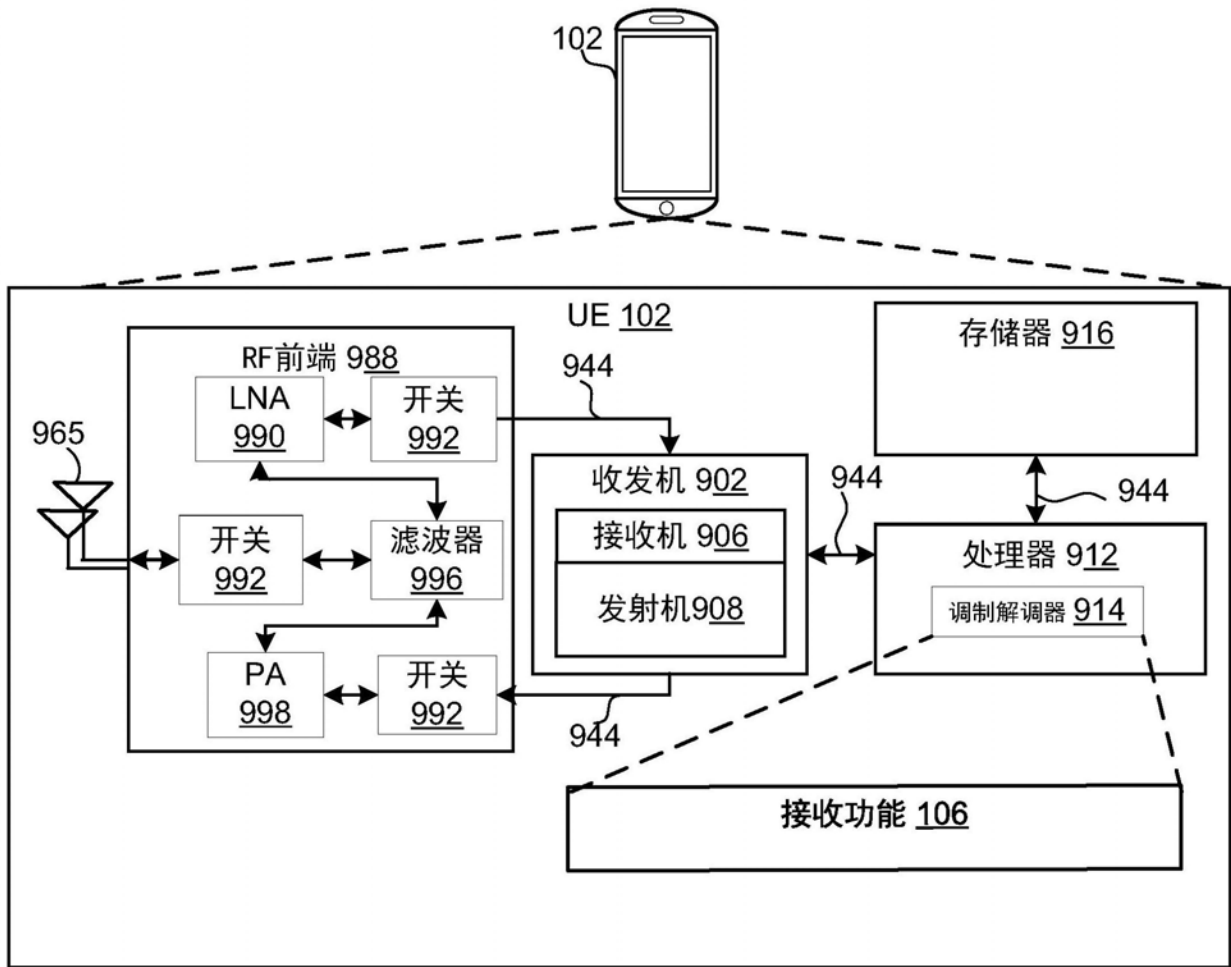 102
UE 102
RF前端 988
LNA
990
开关
992
944
965
开关
992
滤波器
996
PA
998
开关
992
944
收发机 902
接收机 906
发射机908
944
存储器 916
944
处理器 912
调制解调器 914
接收功能 106